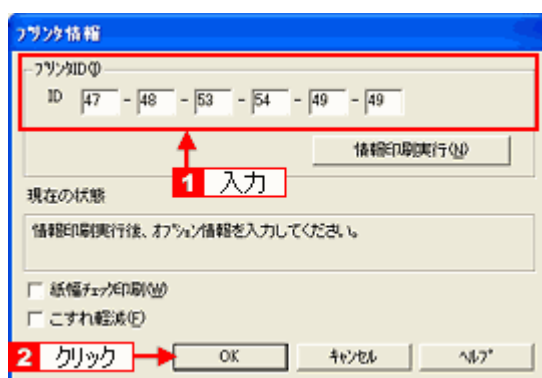 プリンタ情報
プリンタID(I)
ID 47 - 48 - 53 - 54 - 49 - 49
情報印刷実行(N)
1 入力
現在の状態
情報印刷実行後、オプション情報を入力してください。
紙幅チェック印刷(W)
こすれ軽減(F)
2 クリック OK キャンセル ヘルプ